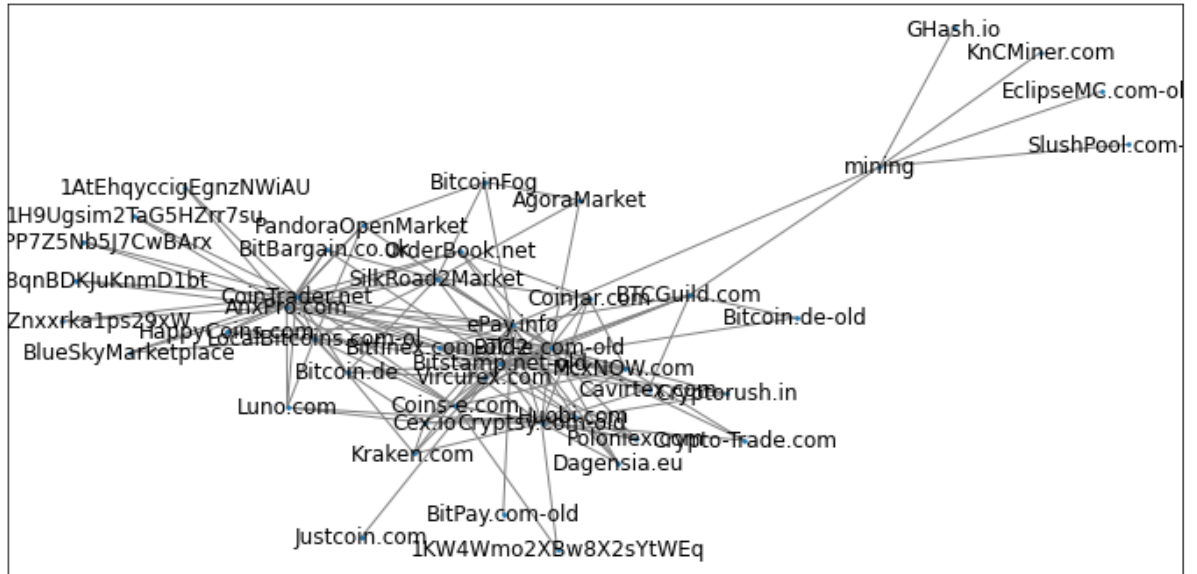 GHash.io
KnCMiner.com
EclipseMC.com-ol
SlushPool.com-
mining
1AtEhqyccigEgnzNWiAU
BitcoinFog
AgoraMarket
1H9Ugsim2TaG5HZrr7su
PandoraOpenMarket
PP7Z5Nb5J7CwBArx
BitBargain.co.uk
OrderBook.net
8qnBDKJuKnmD1bt
SilkRoad2Market
CoinTrader.net
CoinJar.com
BTCGuild.com
AnxPro.com
Znxxrka1ps29xW
HappyCoins.com
LocalBitcoins.com-ol
ePay.info
Bitcoin.de-old
BlueSkyMarketplace
Bitfinex.com-old
-e.com-old
Bitstamp.net-old
Bitcoin.de
Vircurex.com
McxNOW.com
Cavirtex.com
Cryptorush.in
Luno.com
Coins-e.com
Huobi.com
Cex.io
Cryptsy.com-old
Poloniex.com
Crypto-Trade.com
Kraken.com
Dagensia.eu
BitPay.com-old
Justcoin.com
1KW4Wmo2XBw8X2sYtWEq